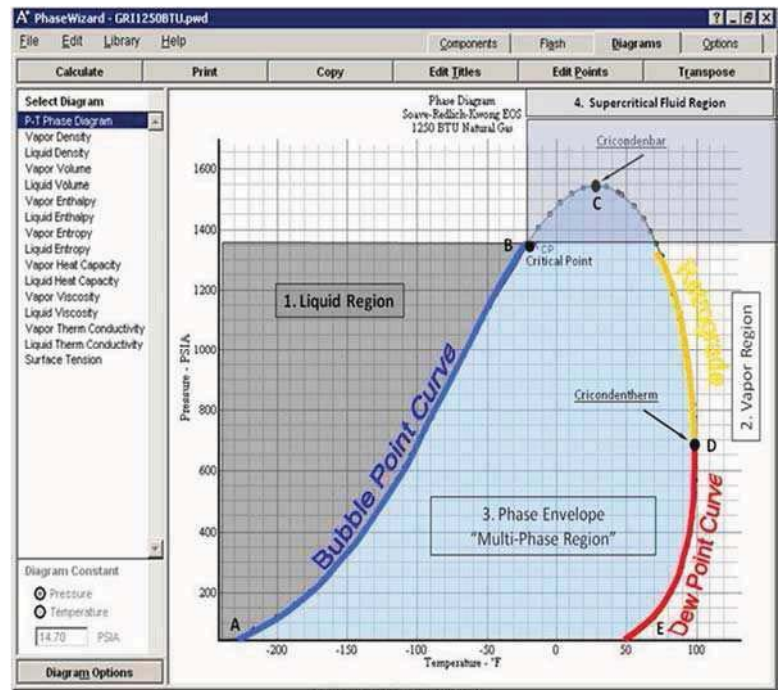 PhaseWizard - GRI1250BTU.pwd
File Edit Library Help
Components Flash Diagrams Options
Calculate Print Copy Edit Titles Edit Points Transpose
Select Diagram
P-T Phase Diagram
Vapor Density
Liquid Density
Vapor Volume
Liquid Volume
Vapor Enthalpy
Liquid Enthalpy
Vapor Entropy
Liquid Entropy
Vapor Heat Capacity
Liquid Heat Capacity
Vapor Viscosity
Liquid Viscosity
Vapor Therm Conductivity
Liquid Therm Conductivity
Surface Tension
Diagram Constant
Pressure
Temperature
14.70 PSIA
Diagram Options
Phase Diagram
Soave-Redlich-Kwong EOS
1250 BTU Natural Gas
4. Supercritical Fluid Region
Cricondenbar
C
B
CP
Critical Point
1. Liquid Region
Bubble Point Curve
Retrograde
2. Vapor Region
Cricondentherm
D
3. Phase Envelope
"Multi-Phase Region"
Dew Point Curve
A
E
Pressure - PSIA
1600
1400
1200
1000
800
600
400
200
-200 -150 -100 -50 0 50 100
Temperature - °F